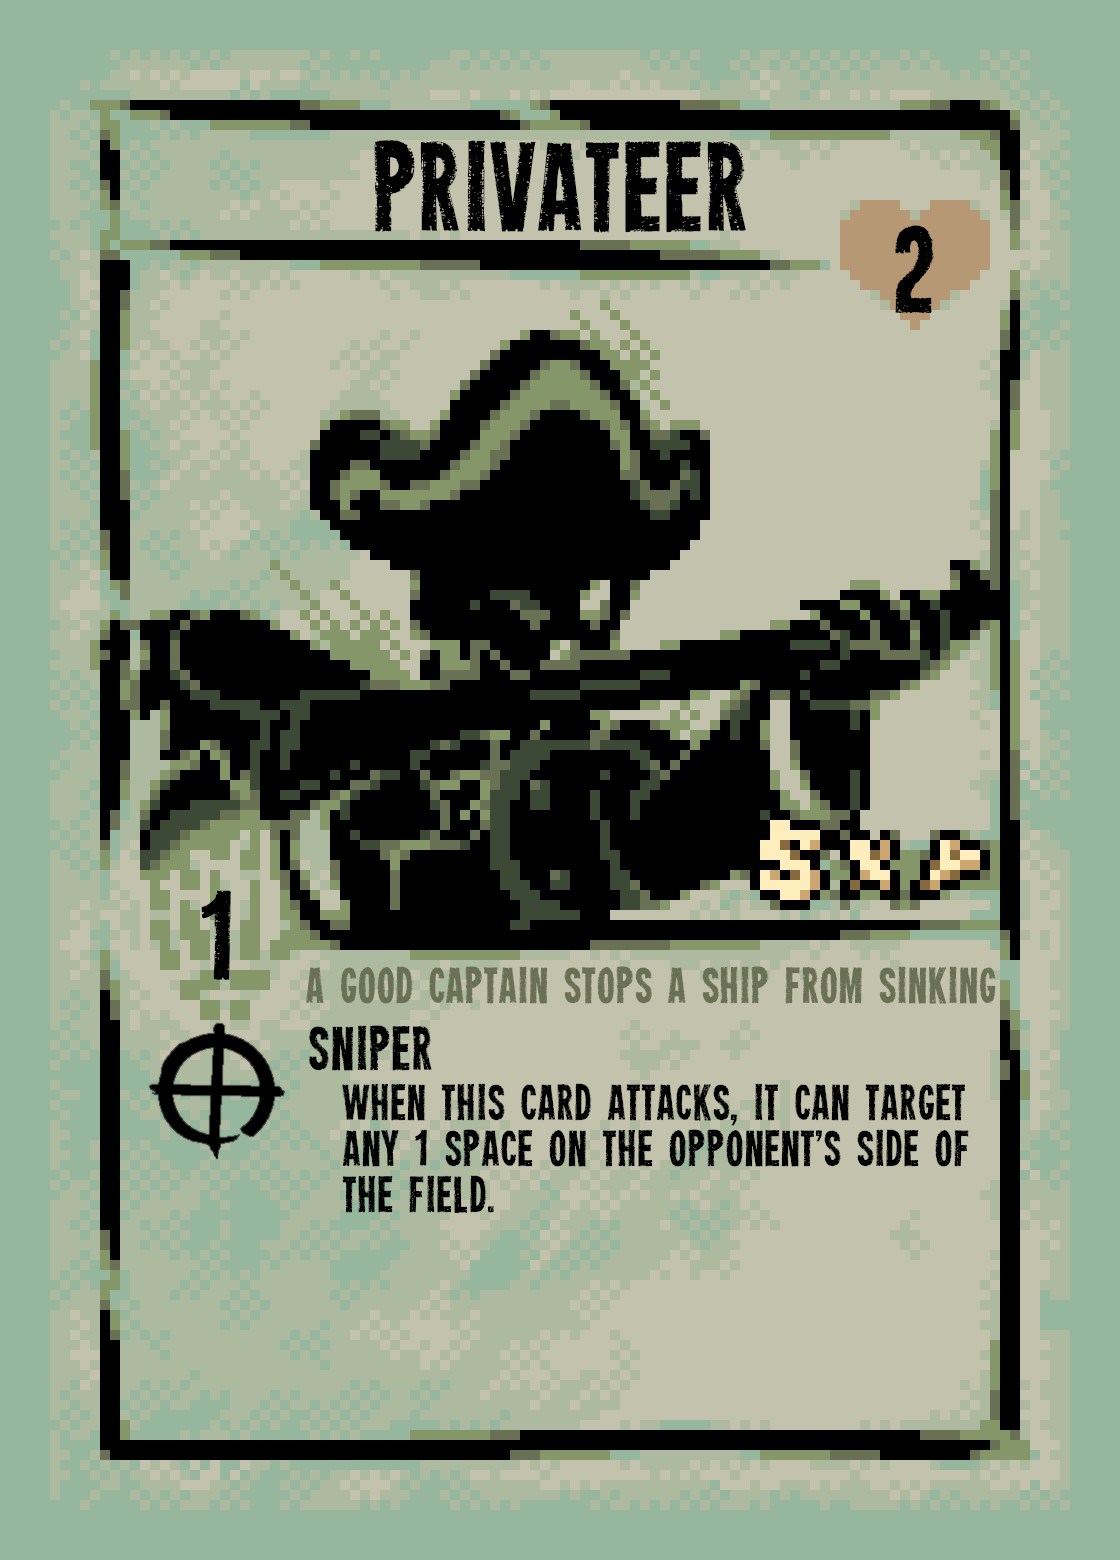 PRIVATEER
2
1
A GOOD CAPTAIN STOPS A SHIP FROM SINKING
SNIPER
WHEN THIS CARD ATTACKS, IT CAN TARGET
ANY 1 SPACE ON THE OPPONENT'S SIDE OF
THE FIELD.